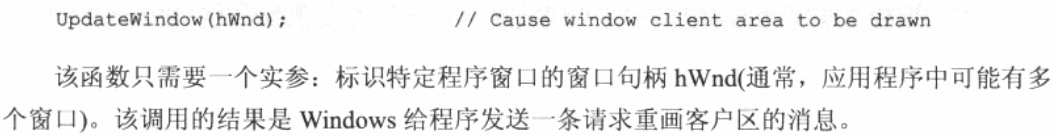 UpdateWindow(hWnd); // Cause window client area to be drawn
该函数只需要一个实参：标识特定程序窗口的窗口句柄 hWnd(通常，应用程序中可能有多
个窗口)。该调用的结果是 Windows 给程序发送一条请求重画客户区的消息。